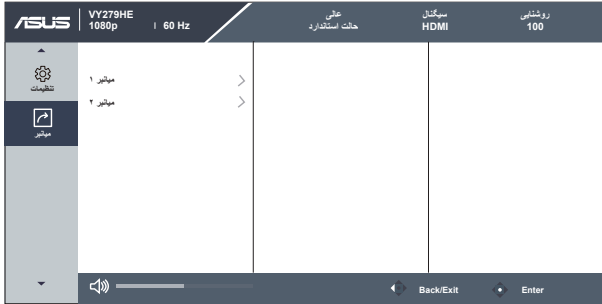 ASUS
VY279HE
1080p | 60 Hz
عالی
حالت استاندارد
سیگنال
HDMI
روشنایی
100
تنظیمات
میانبر
میانبر ۱
میانبر ۲
Back/Exit
Enter